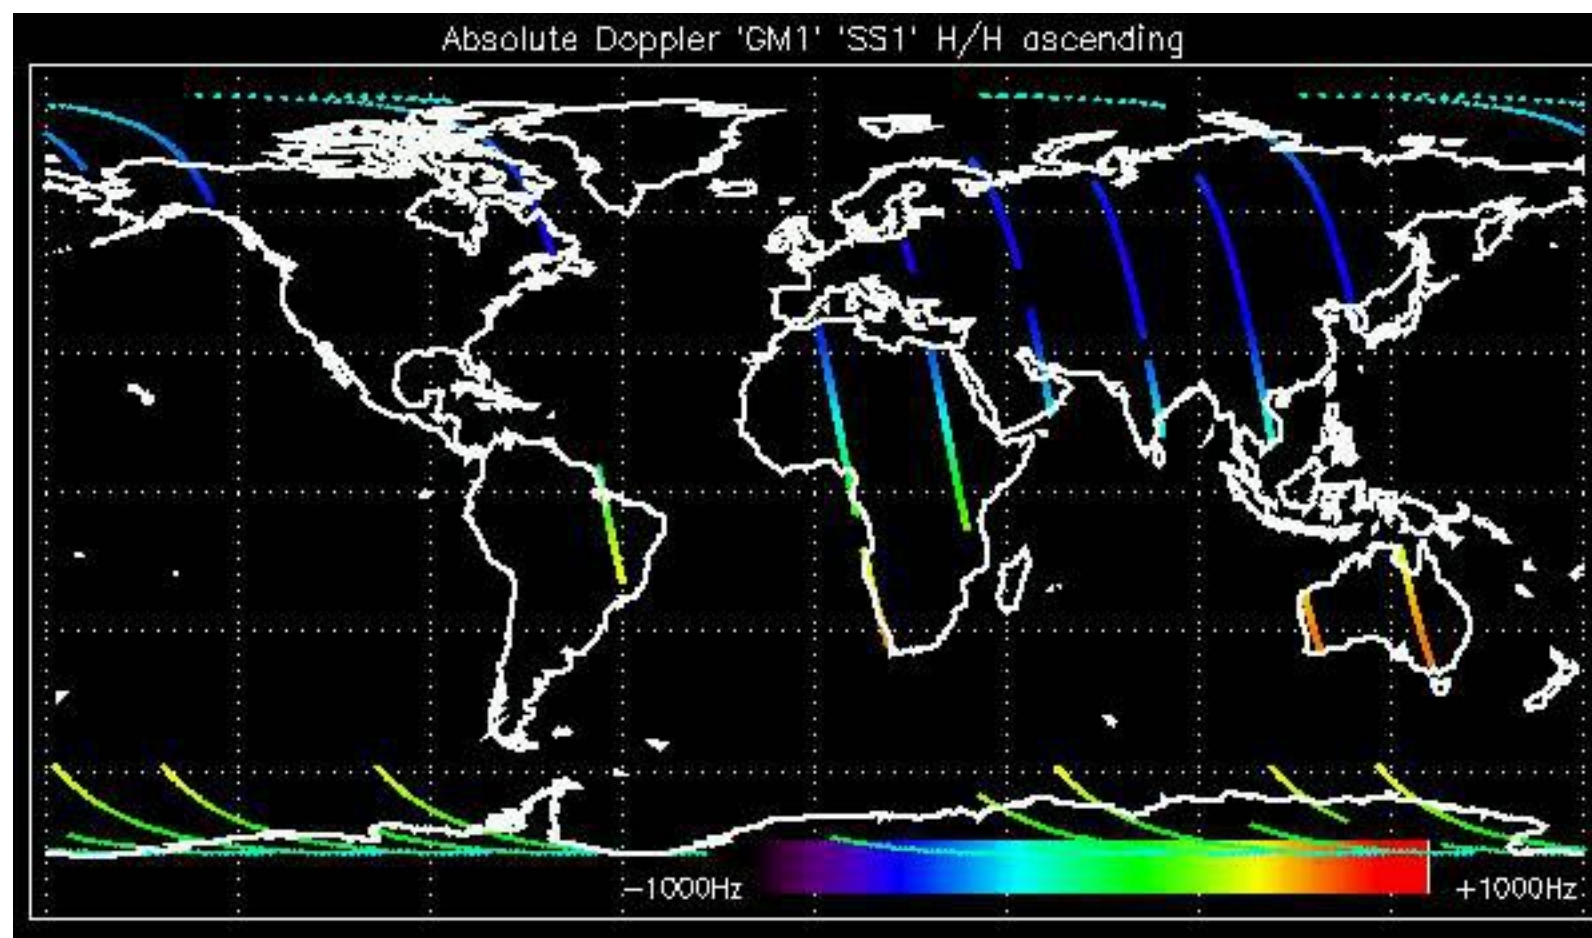 Absolute Doppler 'GM1' 'SS1' H/H ascending
-1000Hz
+1000Hz